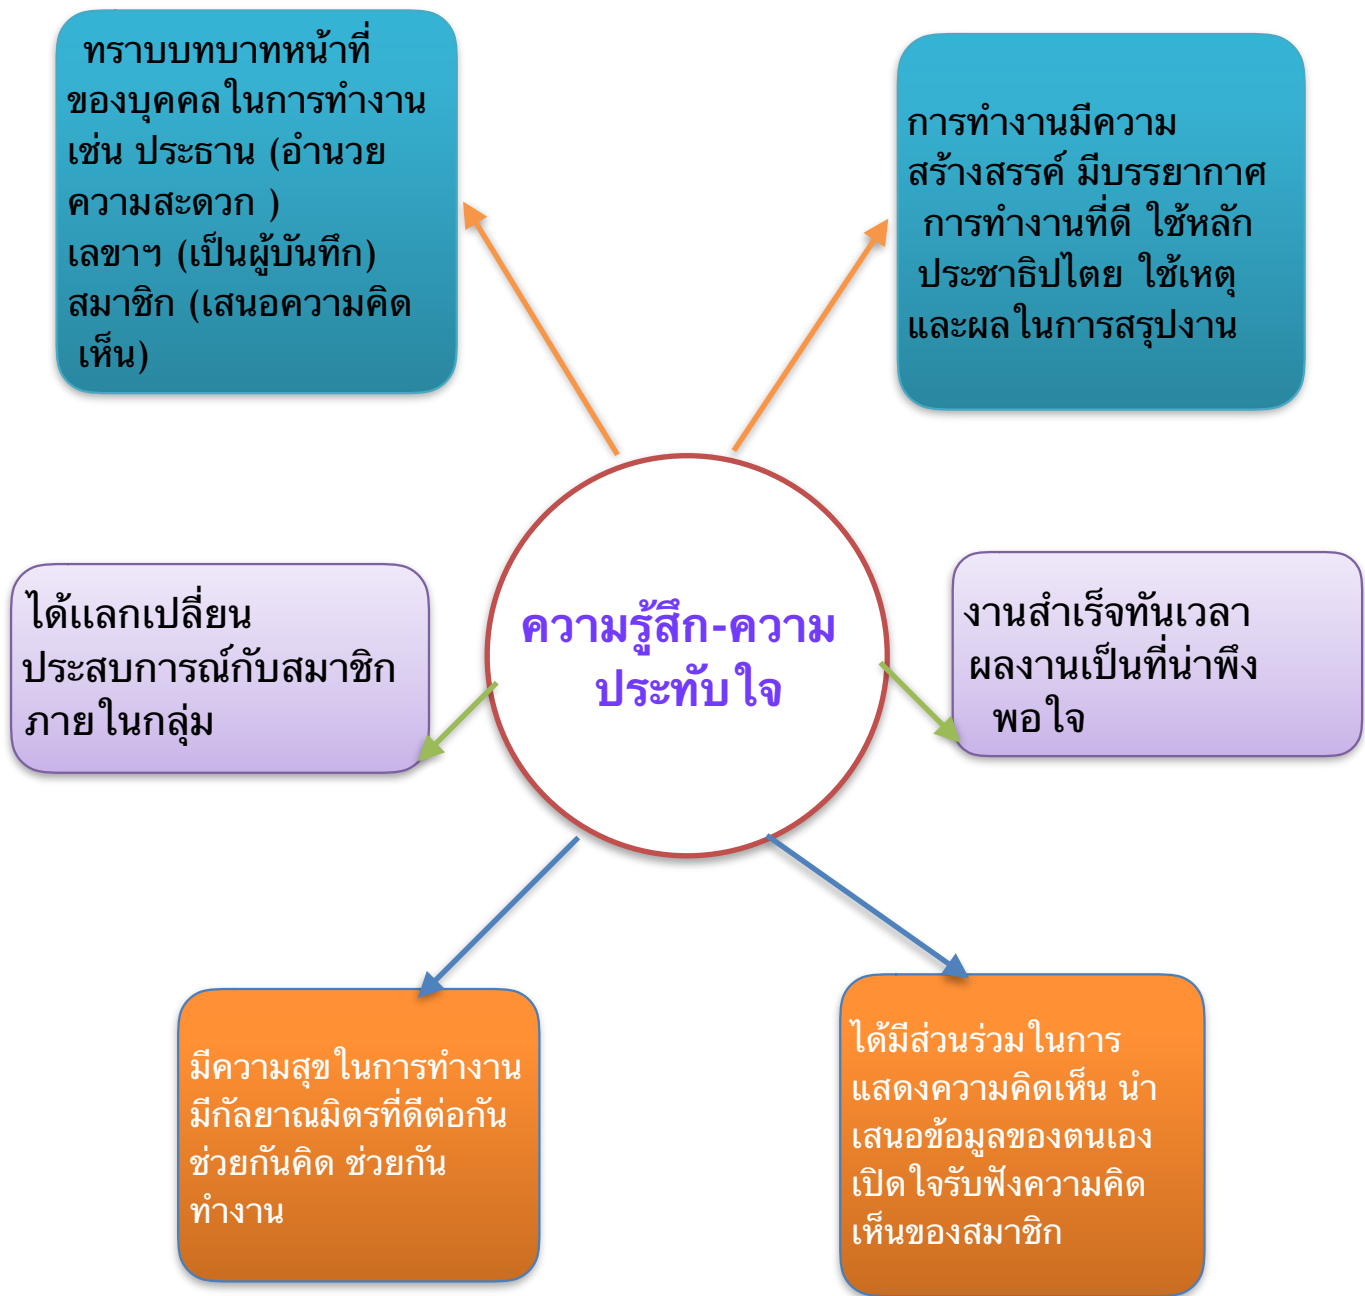 ทราบบทบาทหน้าที่
ของบุคคลในการทำงาน
เช่น ประธาน (อำนวย
ความสะดวก )
เลขาฯ (เป็นผู้บันทึก)
สมาชิก (เสนอความคิด
เห็น)
การทำงานมีความ
สร้างสรรค์ มีบรรยากาศ
การทำงานที่ดี ใช้หลัก
ประชาธิปไตย ใช้เหตุ
และผลในการสรุปงาน
ความรู้สึก-ความ
ประทับใจ
ได้แลกเปลี่ยน
ประสบการณ์กับสมาชิก
ภายในกลุ่ม
งานสำเร็จทันเวลา
ผลงานเป็นที่น่าพึง
พอใจ
มีความสุขในการทำงาน
มีกัลยาณมิตรที่ดีต่อกัน
ช่วยกันคิด ช่วยกัน
ทำงาน
ได้มีส่วนร่วมในการ
แสดงความคิดเห็น นำ
เสนอข้อมูลของตนเอง
เปิดใจรับฟังความคิด
เห็นของสมาชิก